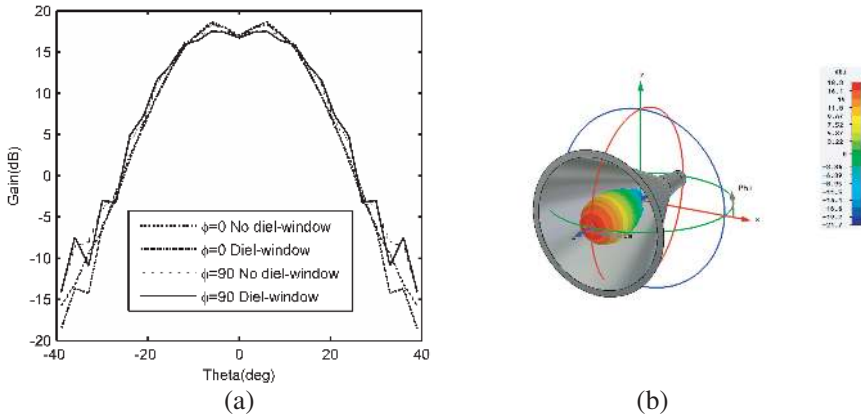 20
15
10
5
0
-5
-10
-15
-20
Gain(dB)
-40
-20
0
20
40
Theta(deg)
ϕ=0 No diel-window
ϕ=0 Diel-window
ϕ=90 No diel-window
ϕ=90 Diel-window
(a)
z
Phi
x
0
(b)